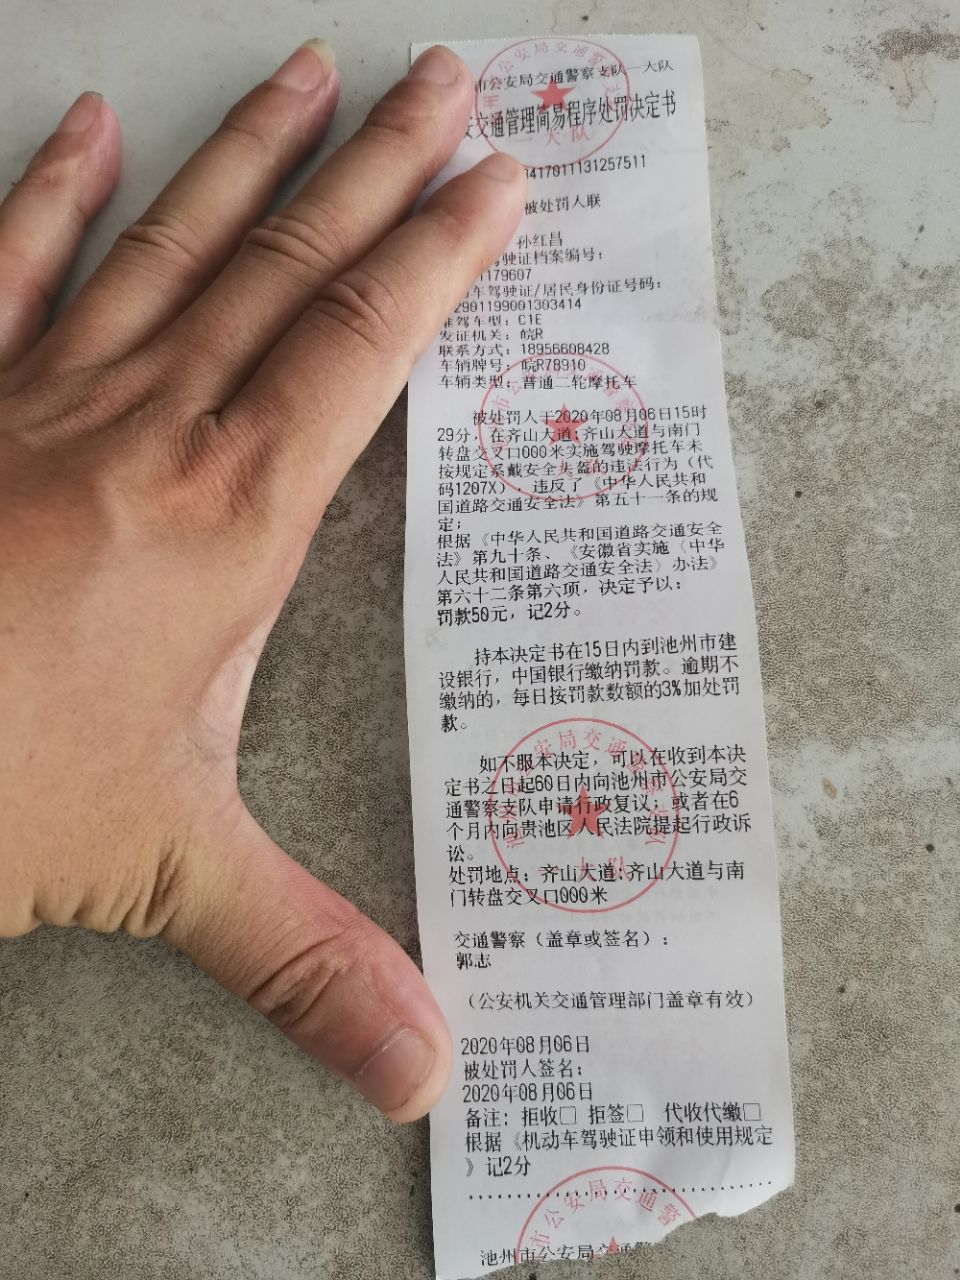 市公安局交通警察支队一大队
交通管理简易程序处罚决定书
3417011131257511
被处罚人联
孙红昌
驾驶证档案编号：
1179607
车驾驶证/居民身份证号码：
2901199001303414
准驾车型：C1E
发证机关：皖R
联系方式：18956608428
车辆牌号：皖R78910
车辆类型：普通二轮摩托车
被处罚人于2020年08月06日15时
29分，在齐山大道:齐山大道与南门
转盘交叉口000米实施驾驶摩托车未
按规定系戴安全头盔的违法行为（代
码1207X），违反了《中华人民共和
国道路交通安全法》第五十一条的规
定；
根据《中华人民共和国道路交通安全
法》第九十条、《安徽省实施〈中华
人民共和国道路交通安全法〉办法》
第六十二条第六项，决定予以：
罚款50元，记2分。
持本决定书在15日内到池州市建
设银行，中国银行缴纳罚款。逾期不
缴纳的，每日按罚款数额的3%加处罚
款。
如不服本决定，可以在收到本决
定书之日起60日内向池州市公安局交
通警察支队申请行政复议；或者在6
个月内向贵池区人民法院提起行政诉
讼。
处罚地点：齐山大道:齐山大道与南
门转盘交叉口000米
交通警察（盖章或签名）：
郭志
（公安机关交通管理部门盖章有效）
2020年08月06日
被处罚人签名：
2020年08月06日
备注：拒收□ 拒签□ 代收代缴□
根据《机动车驾驶证申领和使用规定
》记2分
池州市公安局交通警